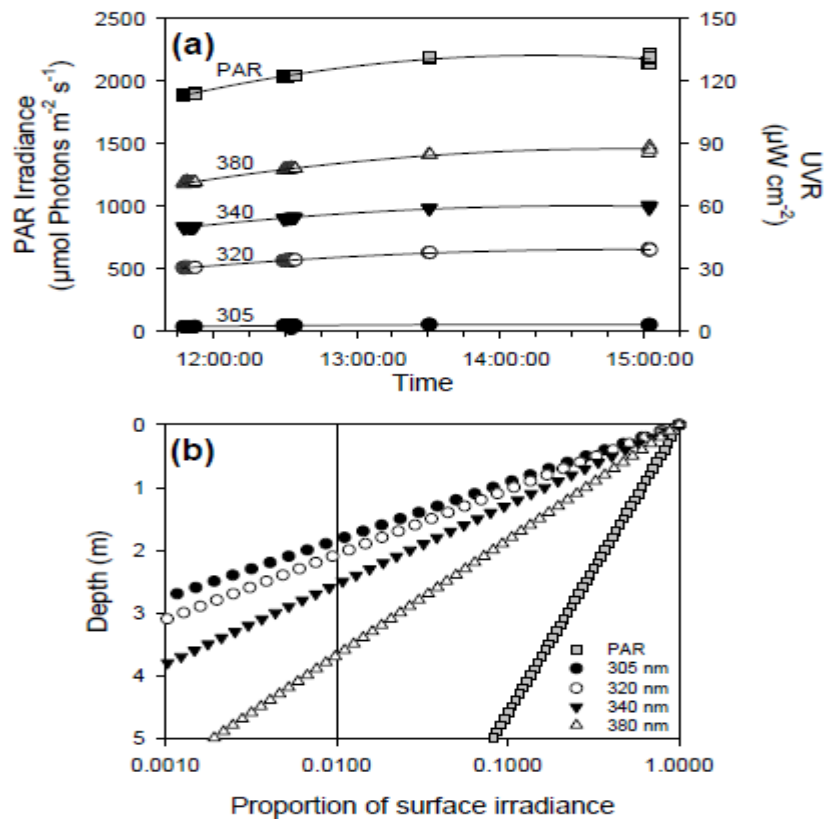 (a)
PAR Irradiance
(µmol Photons m-2 s-1)
2500
2000
1500
1000
500
0
PAR
380
340
320
305
150
120
90
60
30
0
UVR
(µW cm-2)
12:00:00
13:00:00
14:00:00
15:00:00
Time
(b)
Depth (m)
0
1
2
3
4
5
PAR
305 nm
320 nm
340 nm
380 nm
0.0010
0.0100
0.1000
1.0000
Proportion of surface irradiance